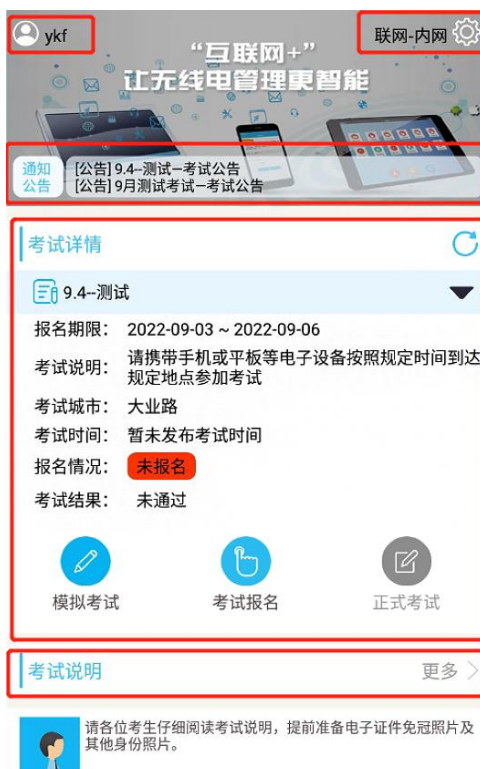 ykf
联网-内网
“互联网+”
让无线电管理更智能
通知 [公告] 9.4--测试—考试公告
公告 [公告] 9月测试考试—考试公告
考试详情
9.4--测试
报名期限： 2022-09-03 ~ 2022-09-06
考试说明： 请携带手机或平板等电子设备按照规定时间到达
规定地点参加考试
考试城市： 大业路
考试时间： 暂未发布考试时间
报名情况： 未报名
考试结果： 未通过
模拟考试 考试报名 正式考试
考试说明 更多
请各位考生仔细阅读考试说明，提前准备电子证件免冠照片及
其他身份照片。